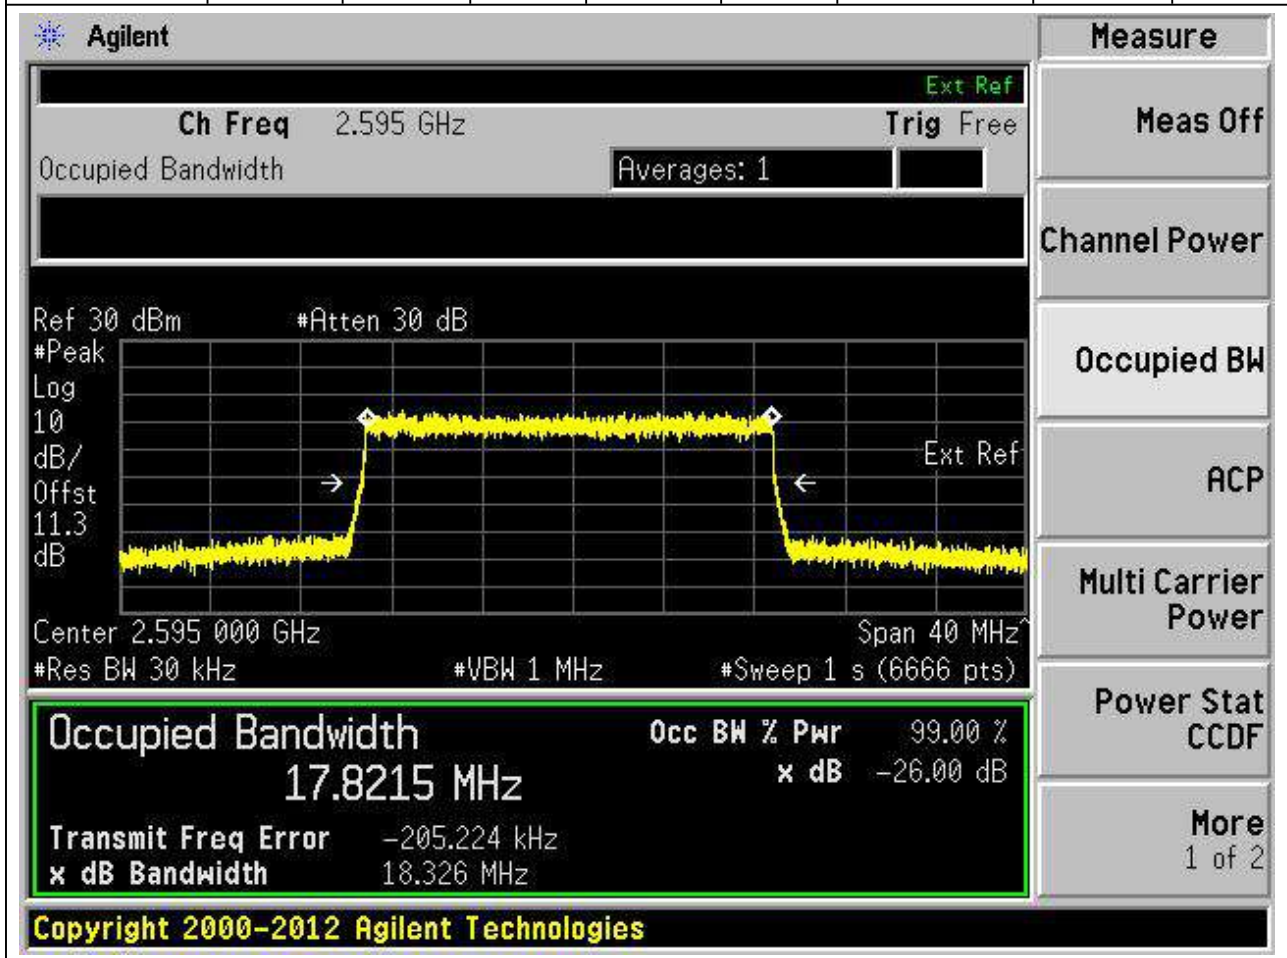 Agilent
Measure
Ext Ref
Ch Freq 2.595 GHz Trig Free
Meas Off
Occupied Bandwidth Averages: 1
Channel Power
Ref 30 dBm #Atten 30 dB
#Peak
Log
10
dB/
Offst
11.3
dB
Ext Ref
Occupied BW
ACP
Center 2.595 000 GHz Span 40 MHz^
#Res BW 30 kHz #VBW 1 MHz #Sweep 1 s (6666 pts)
Multi Carrier
Power
Occupied Bandwidth
17.8215 MHz
Occ BW % Pwr 99.00 %
x dB -26.00 dB
Transmit Freq Error -205.224 kHz
x dB Bandwidth 18.326 MHz
Power Stat
CCDF
More
1 of 2
Copyright 2000-2012 Agilent Technologies